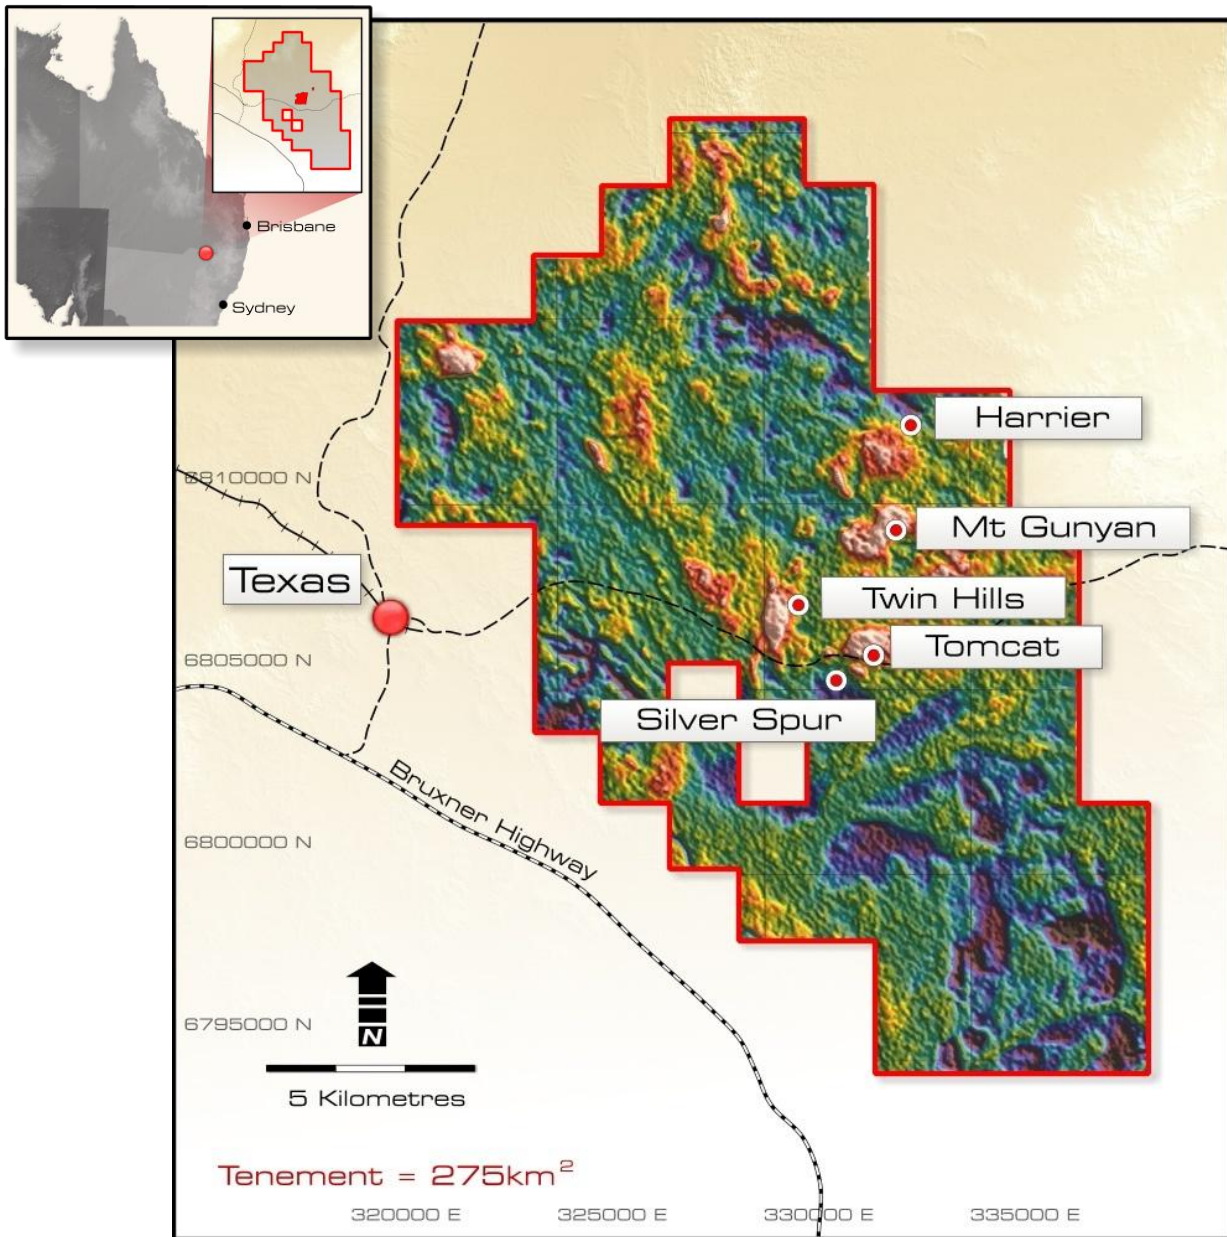 Brisbane
Sydney
Harrier
6810000 N
Mt Gunyan
Texas
Twin Hills
Tomcat
6805000 N
Silver Spur
Bruxner Highway
6800000 N
6795000 N
N
5 Kilometres
Tenement = 275km²
320000 E
325000 E
330000 E
335000 E